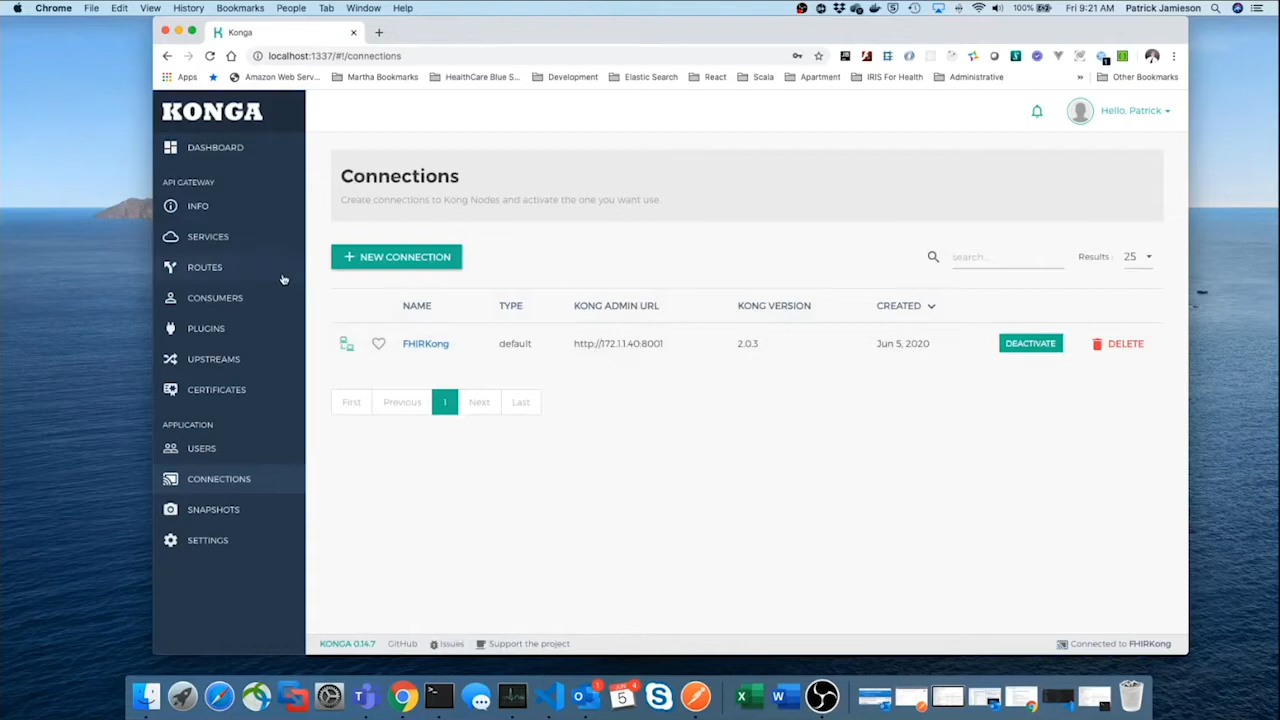 Chrome File Edit View History Bookmarks People Tab Window Help 100% Fri 9:21 AM Patrick Jamieson
Konga
localhost:1337/#!/connections
Apps Amazon Web Serv... Martha Bookmarks HealthCare Blue S... Development Elastic Search React Scala Apartment IRIS For Health Administrative » Other Bookmarks
KONGA
Hello, Patrick
DASHBOARD
API GATEWAY
INFO
SERVICES
ROUTES
CONSUMERS
PLUGINS
UPSTREAMS
CERTIFICATES
APPLICATION
USERS
CONNECTIONS
SNAPSHOTS
SETTINGS
Connections
Create connections to Kong Nodes and activate the one you want use.
+ NEW CONNECTION
search...
Results : 25
NAME TYPE KONG ADMIN URL KONG VERSION CREATED
FHIRKong default http://172.1.1.40:8001 2.0.3 Jun 5, 2020 DEACTIVATE DELETE
First Previous 1 Next Last
KONGA 0.14.7 GitHub Issues Support the project Connected to FHIRKong
JUN 4
5
1